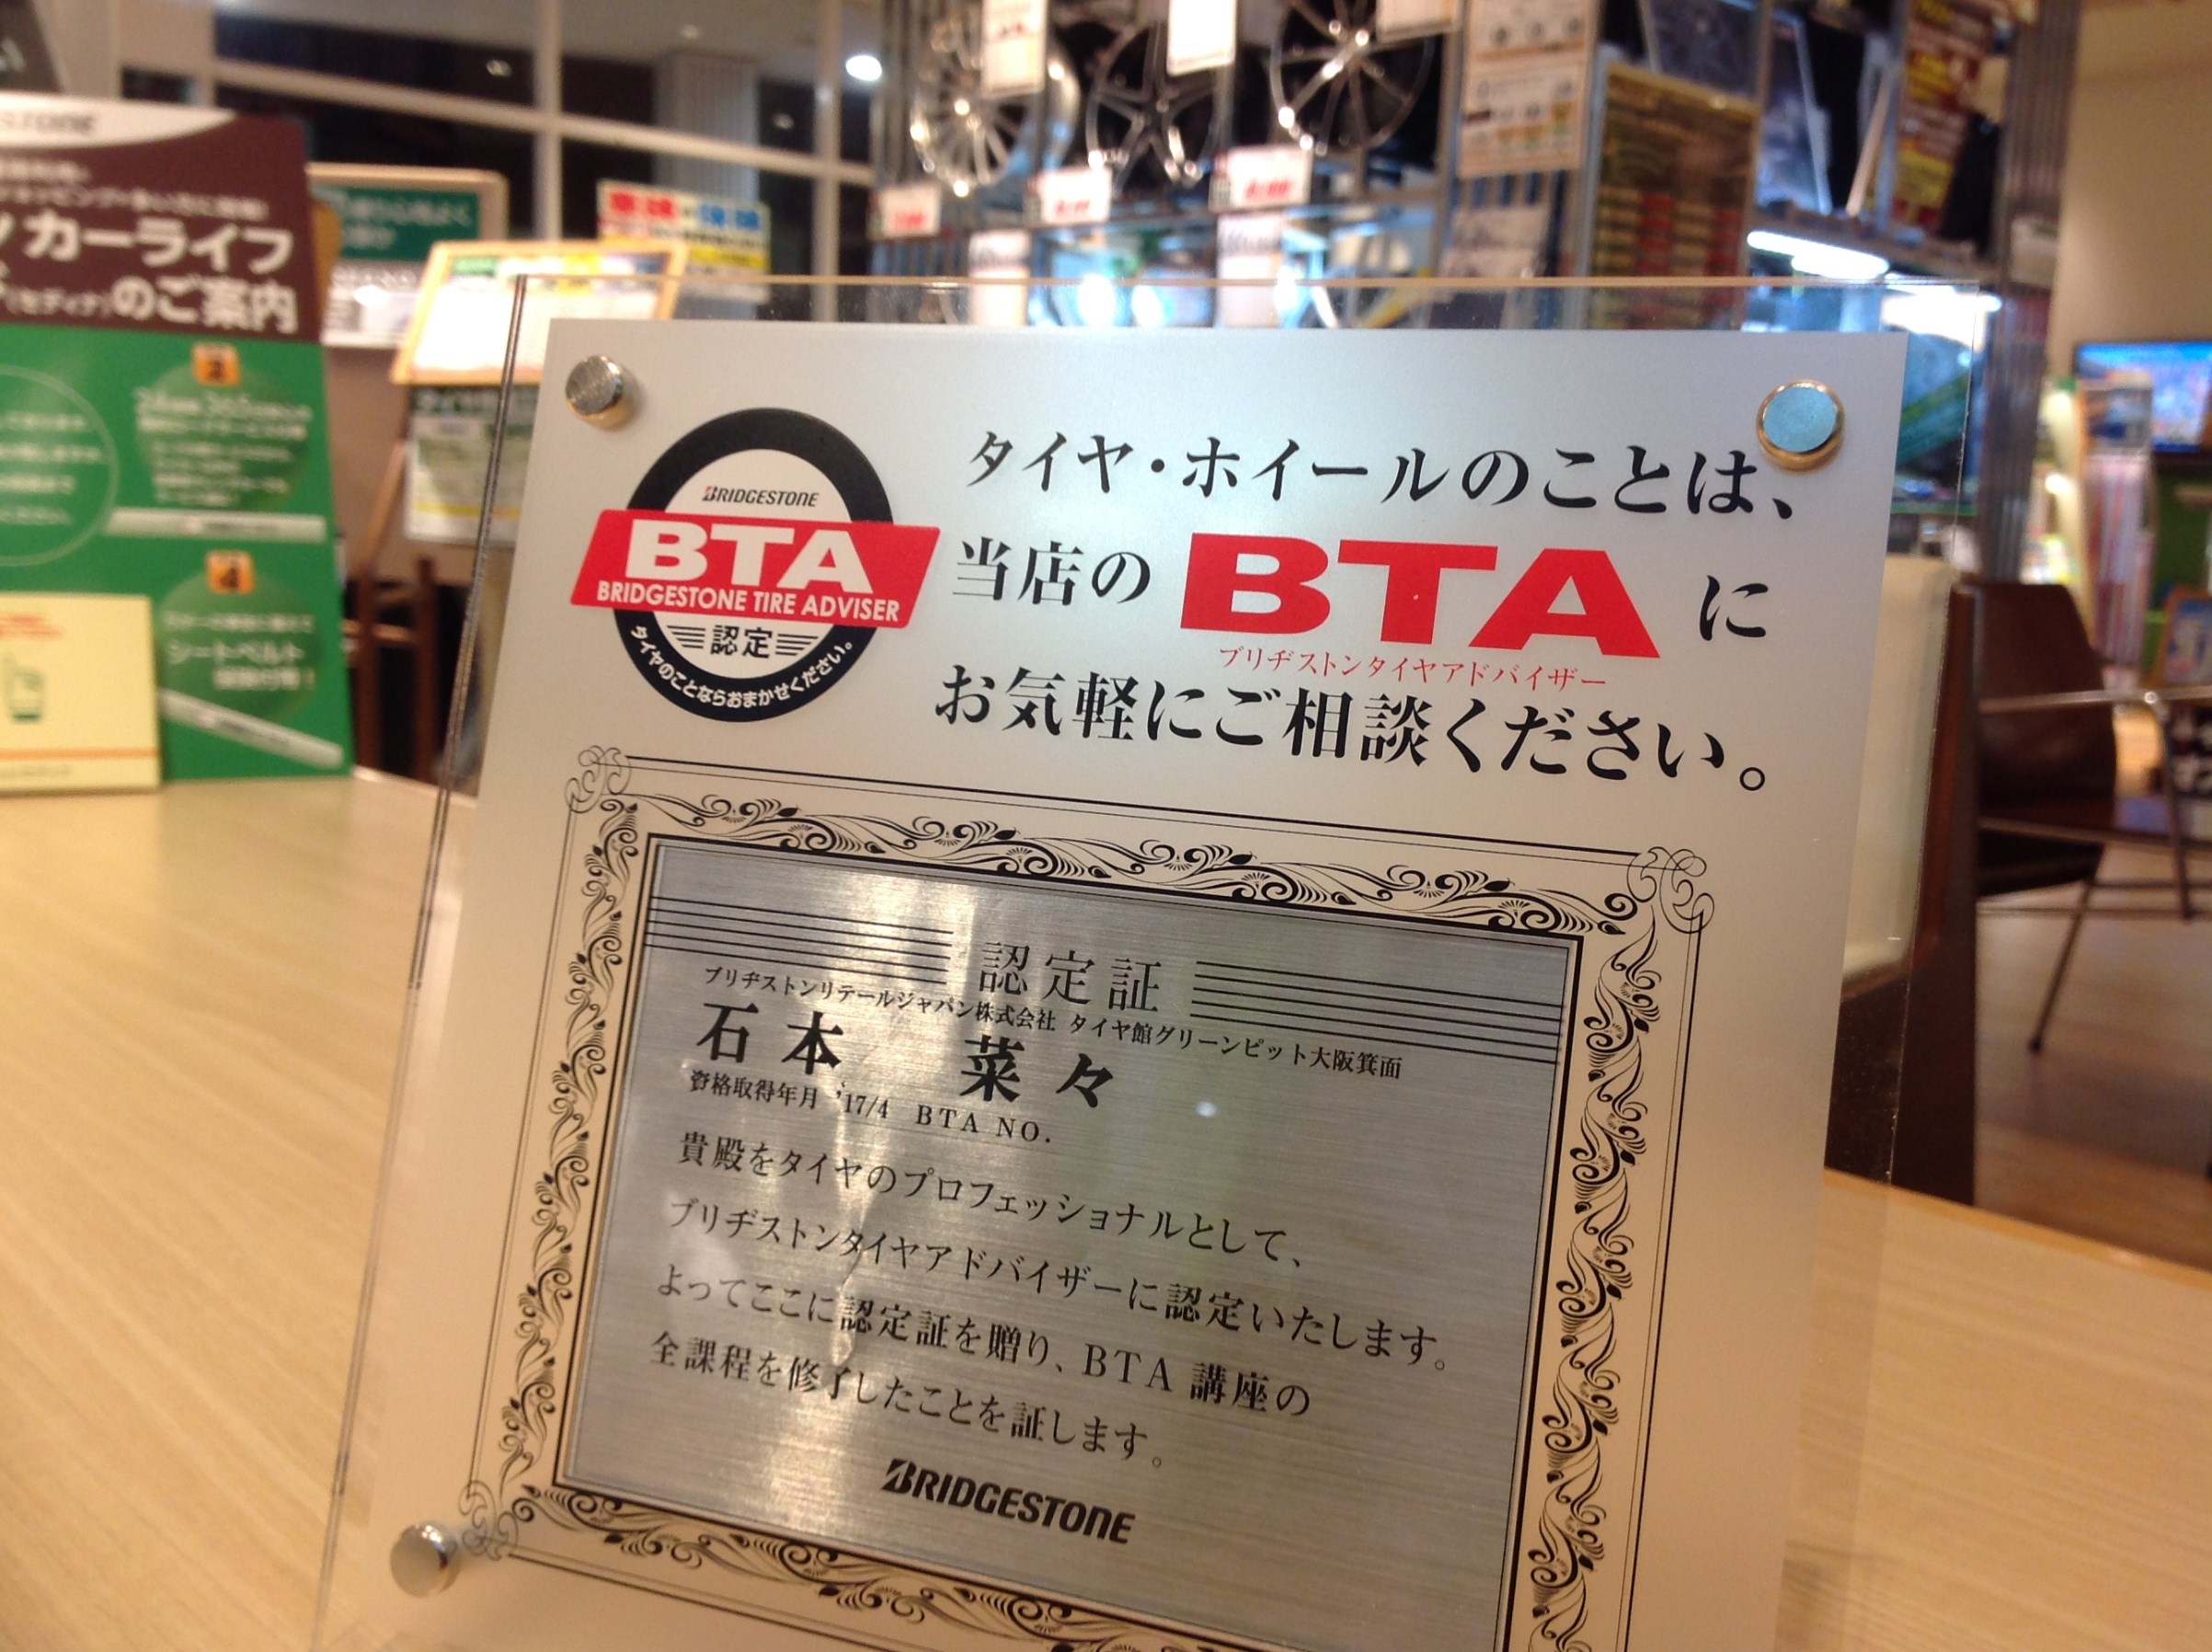 カーライフ
(セディナ)のご案内
シートベルト
タイヤ・ホイールのことは、
当店の BTA に
ブリヂストンタイヤアドバイザー
お気軽にご相談ください。
BRIDGESTONE
BTA
BRIDGESTONE TIRE ADVISER
認定
タイヤのことならおまかせください。
認定証
ブリヂストンリテールジャパン株式会社 タイヤ館グリーンピット大阪箕面
石本 菜々
資格取得年月 '17/4 BTA NO.
貴殿をタイヤのプロフェッショナルとして、
ブリヂストンタイヤアドバイザーに認定いたします。
よってここに認定証を贈り、BTA 講座の
全課程を修了したことを証します。
BRIDGESTONE